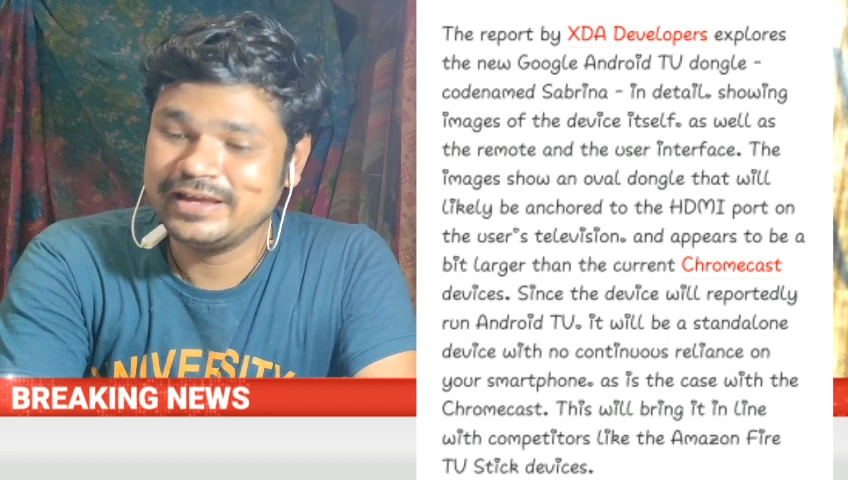 The report by XDA Developers explores
the new Google Android TV dongle -
codenamed Sabrina - in detail. showing
images of the device itself. as well as
the remote and the user interface. The
images show an oval dongle that will
likely be anchored to the HDMI port on
the user's television. and appears to be a
bit larger than the current Chromecast
devices. Since the device will reportedly
run Android TV. it will be a standalone
device with no continuous reliance on
your smartphone. as is the case with the
Chromecast. This will bring it in line
with competitors like the Amazon Fire
TV Stick devices.
UNIVERSITY
BREAKING NEWS